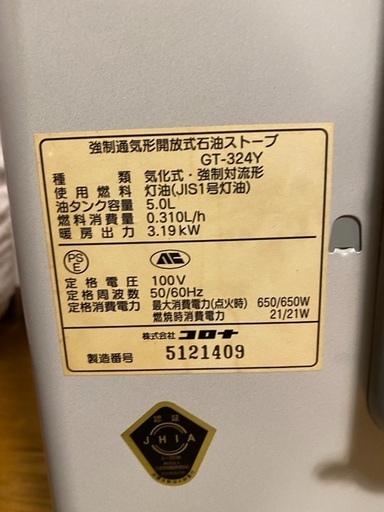 強制通気形開放式石油ストーブ
GT-324Y
種類 気化式・強制対流形
使用燃料 灯油(JIS1号灯油)
油タンク容量 5.0L
燃料消費量 0.310L/h
暖房出力 3.19kW
PS
E
定格電圧 100V
定格周波数 50/60Hz
定格消費電力 最大消費電力(点火時) 650/650W
燃焼時消費電力 21/21W
株式会社 コロナ
製造番号 5121409
認証
JHIA